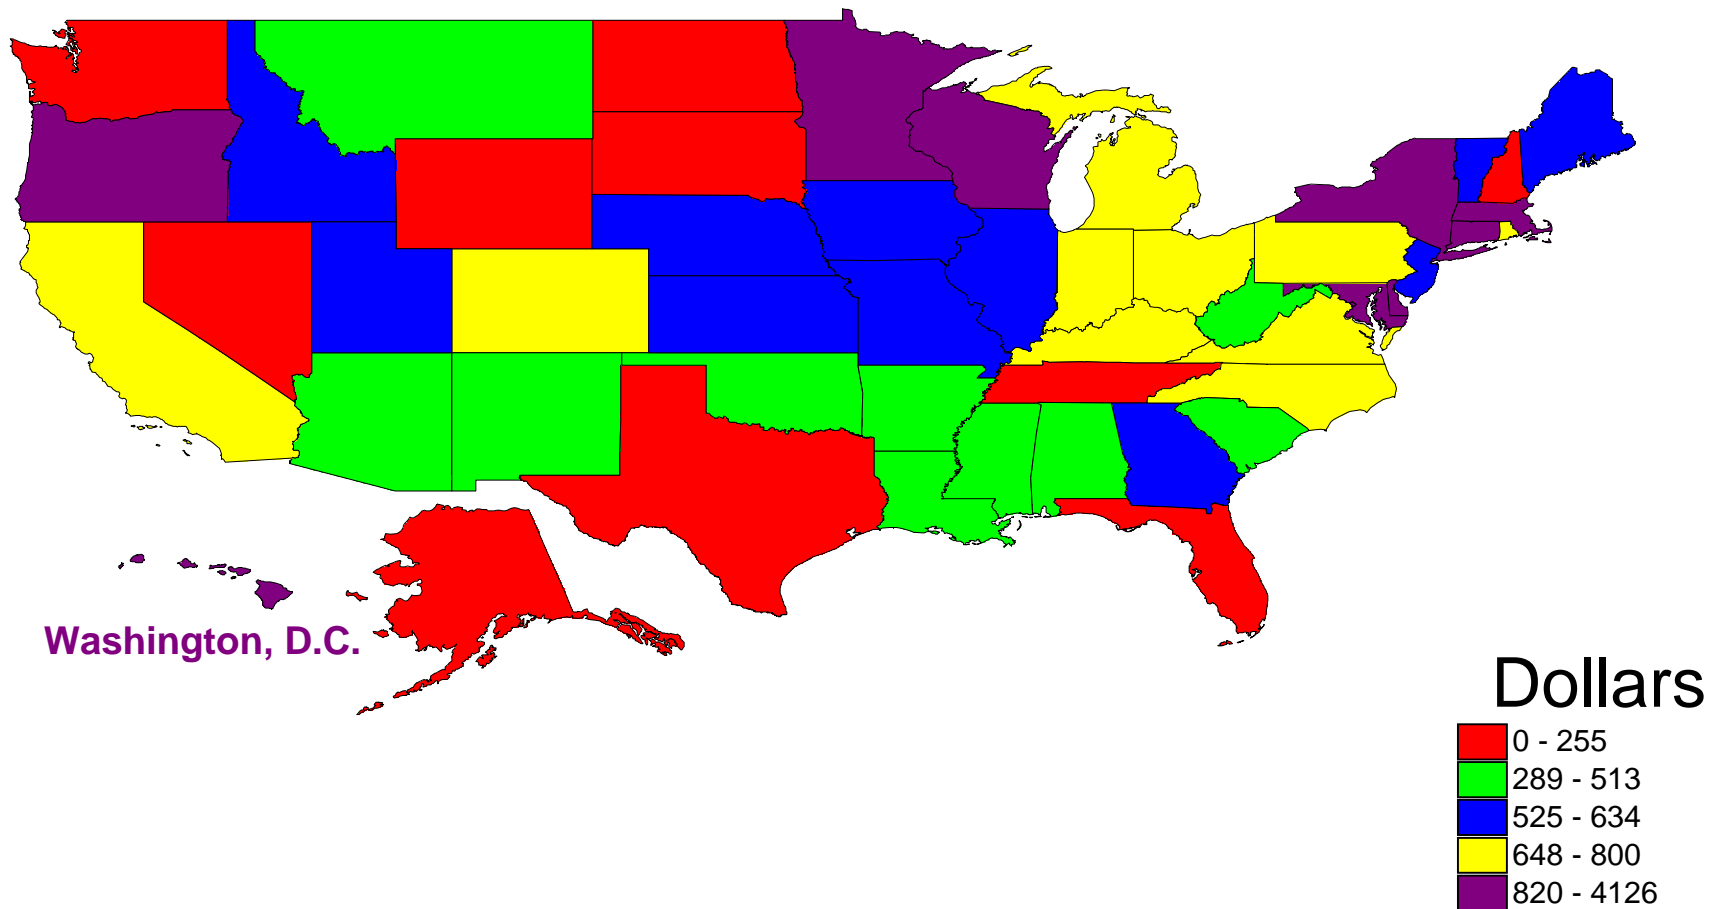 Washington, D.C.
Dollars
0 - 255
289 - 513
525 - 634
648 - 800
820 - 4126